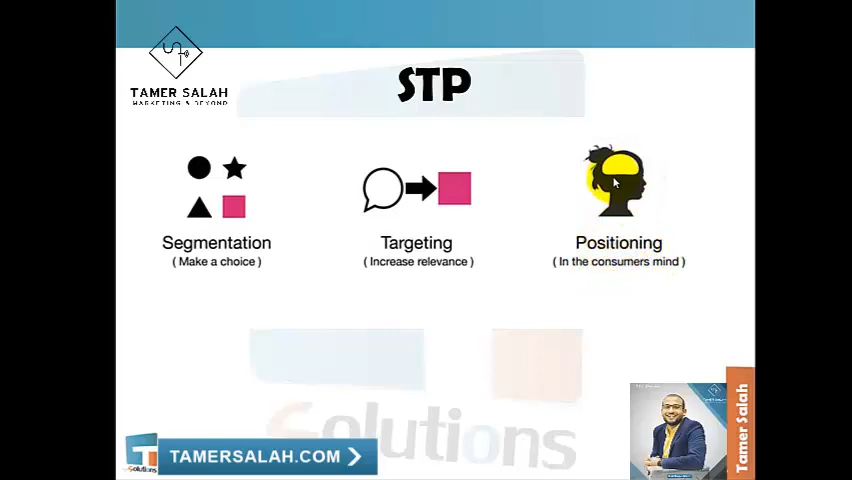 TAMER SALAH
MARKETING & BEYOND
STP
Segmentation
( Make a choice )
Targeting
(Increase relevance )
Positioning
( In the consumers mind )
Solutions
Solutions
TAMERSALAH.COM
Tamer Salah